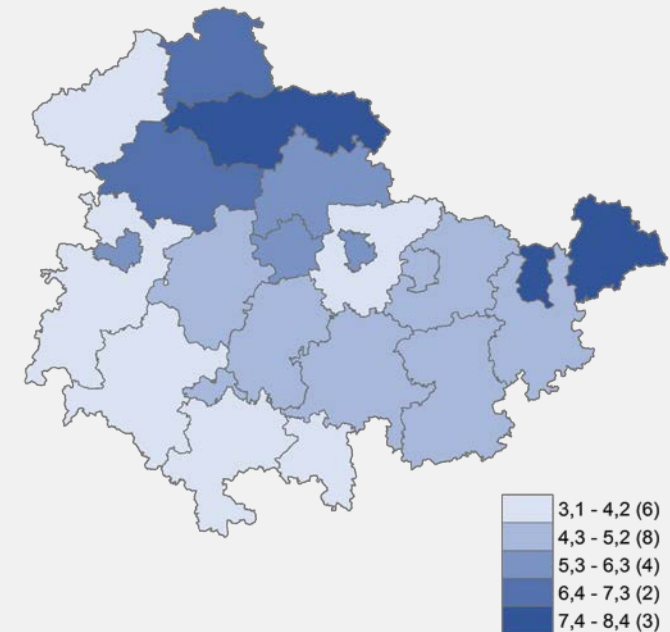 3,1 - 4,2 (6)
4,3 - 5,2 (8)
5,3 - 6,3 (4)
6,4 - 7,3 (2)
7,4 - 8,4 (3)